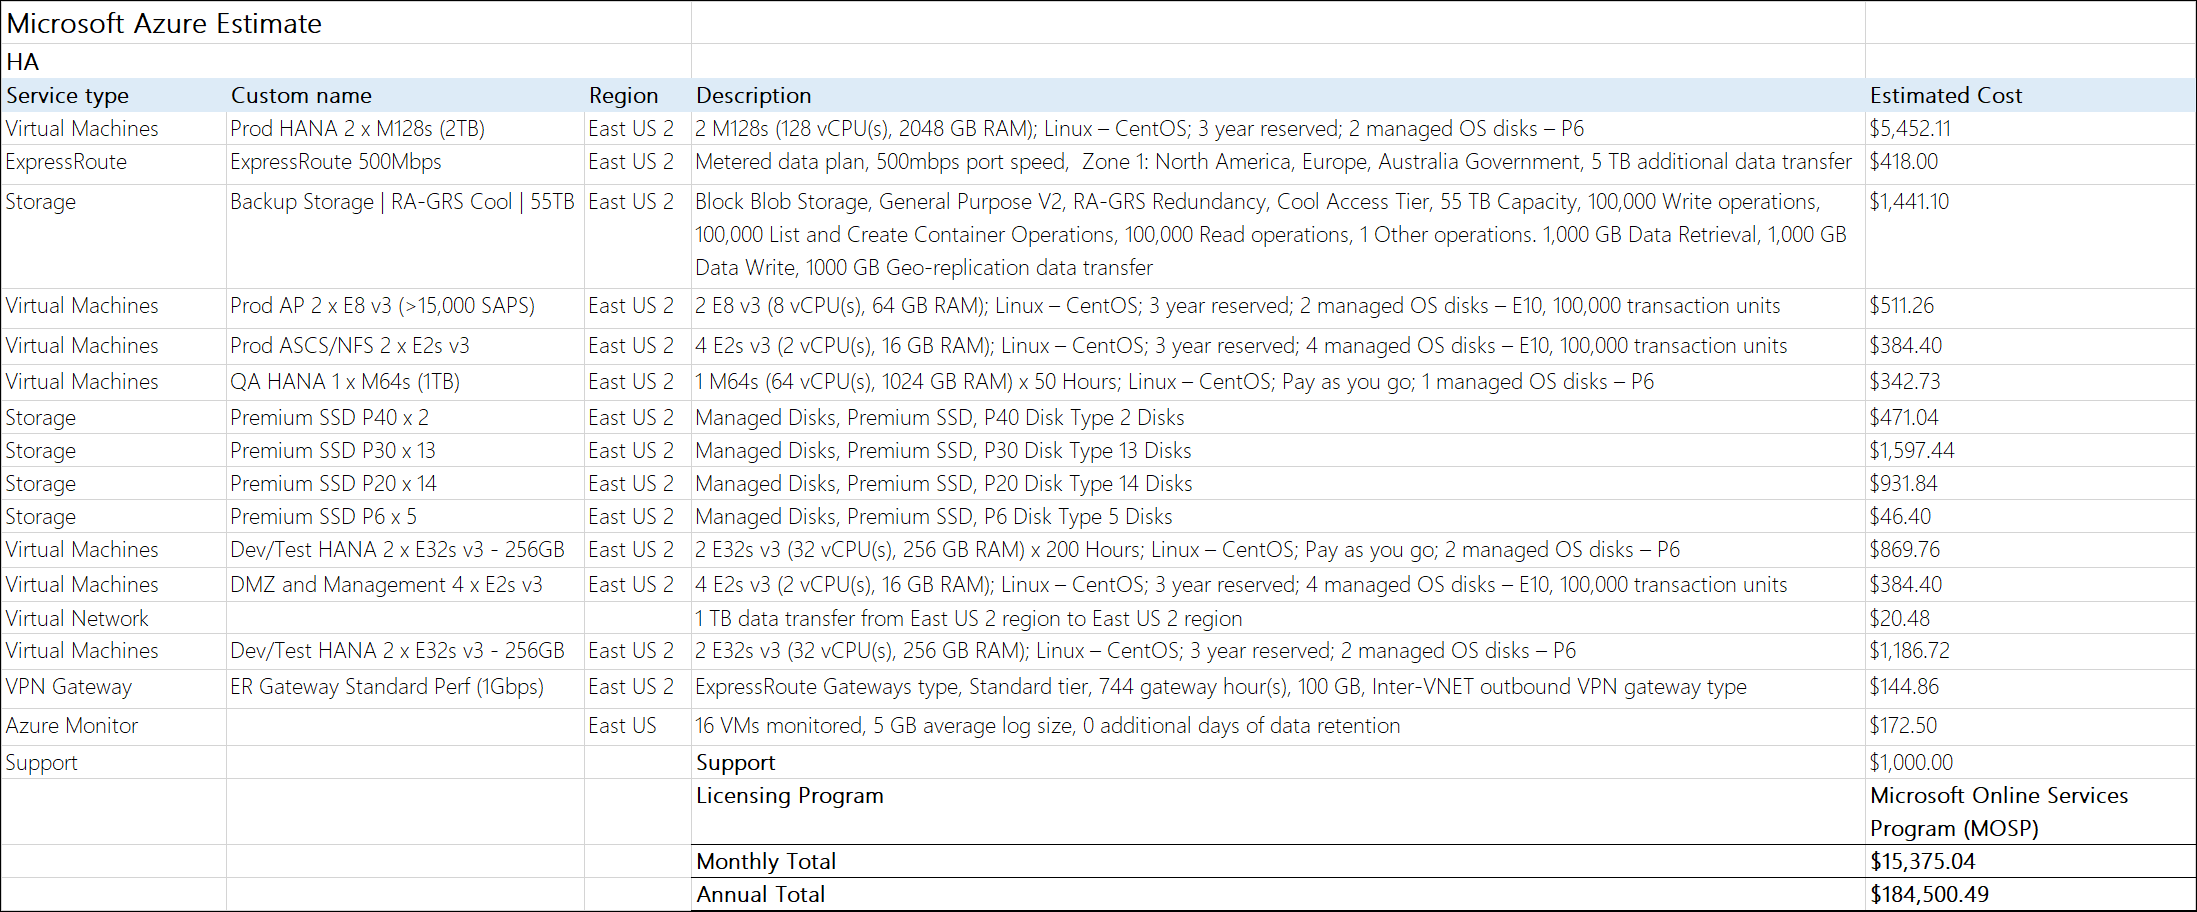 Microsoft Azure Estimate
HA
Service type Custom name Region Description Estimated Cost
Virtual Machines Prod HANA 2 x M128s (2TB) East US 2 2 M128s (128 vCPU(s), 2048 GB RAM); Linux – CentOS; 3 year reserved; 2 managed OS disks – P6 $5,452.11
ExpressRoute ExpressRoute 500Mbps East US 2 Metered data plan, 500mbps port speed, Zone 1: North America, Europe, Australia Government, 5 TB additional data transfer $418.00
Storage Backup Storage | RA-GRS Cool | 55TB East US 2 Block Blob Storage, General Purpose V2, RA-GRS Redundancy, Cool Access Tier, 55 TB Capacity, 100,000 Write operations, $1,441.10
100,000 List and Create Container Operations, 100,000 Read operations, 1 Other operations. 1,000 GB Data Retrieval, 1,000 GB
Data Write, 1000 GB Geo-replication data transfer
Virtual Machines Prod AP 2 x E8 v3 (>15,000 SAPS) East US 2 2 E8 v3 (8 vCPU(s), 64 GB RAM); Linux – CentOS; 3 year reserved; 2 managed OS disks – E10, 100,000 transaction units $511.26
Virtual Machines Prod ASCS/NFS 2 x E2s v3 East US 2 4 E2s v3 (2 vCPU(s), 16 GB RAM); Linux – CentOS; 3 year reserved; 4 managed OS disks – E10, 100,000 transaction units $384.40
Virtual Machines QA HANA 1 x M64s (1TB) East US 2 1 M64s (64 vCPU(s), 1024 GB RAM) x 50 Hours; Linux – CentOS; Pay as you go; 1 managed OS disks – P6 $342.73
Storage Premium SSD P40 x 2 East US 2 Managed Disks, Premium SSD, P40 Disk Type 2 Disks $471.04
Storage Premium SSD P30 x 13 East US 2 Managed Disks, Premium SSD, P30 Disk Type 13 Disks $1,597.44
Storage Premium SSD P20 x 14 East US 2 Managed Disks, Premium SSD, P20 Disk Type 14 Disks $931.84
Storage Premium SSD P6 x 5 East US 2 Managed Disks, Premium SSD, P6 Disk Type 5 Disks $46.40
Virtual Machines Dev/Test HANA 2 x E32s v3 - 256GB East US 2 2 E32s v3 (32 vCPU(s), 256 GB RAM) x 200 Hours; Linux – CentOS; Pay as you go; 2 managed OS disks – P6 $869.76
Virtual Machines DMZ and Management 4 x E2s v3 East US 2 4 E2s v3 (2 vCPU(s), 16 GB RAM); Linux – CentOS; 3 year reserved; 4 managed OS disks – E10, 100,000 transaction units $384.40
Virtual Network 1 TB data transfer from East US 2 region to East US 2 region $20.48
Virtual Machines Dev/Test HANA 2 x E32s v3 - 256GB East US 2 2 E32s v3 (32 vCPU(s), 256 GB RAM); Linux – CentOS; 3 year reserved; 2 managed OS disks – P6 $1,186.72
VPN Gateway ER Gateway Standard Perf (1Gbps) East US 2 ExpressRoute Gateways type, Standard tier, 744 gateway hour(s), 100 GB, Inter-VNET outbound VPN gateway type $144.86
Azure Monitor East US 16 VMs monitored, 5 GB average log size, 0 additional days of data retention $172.50
Support Support $1,000.00
Licensing Program Microsoft Online Services
Program (MOSP)
Monthly Total $15,375.04
Annual Total $184,500.49